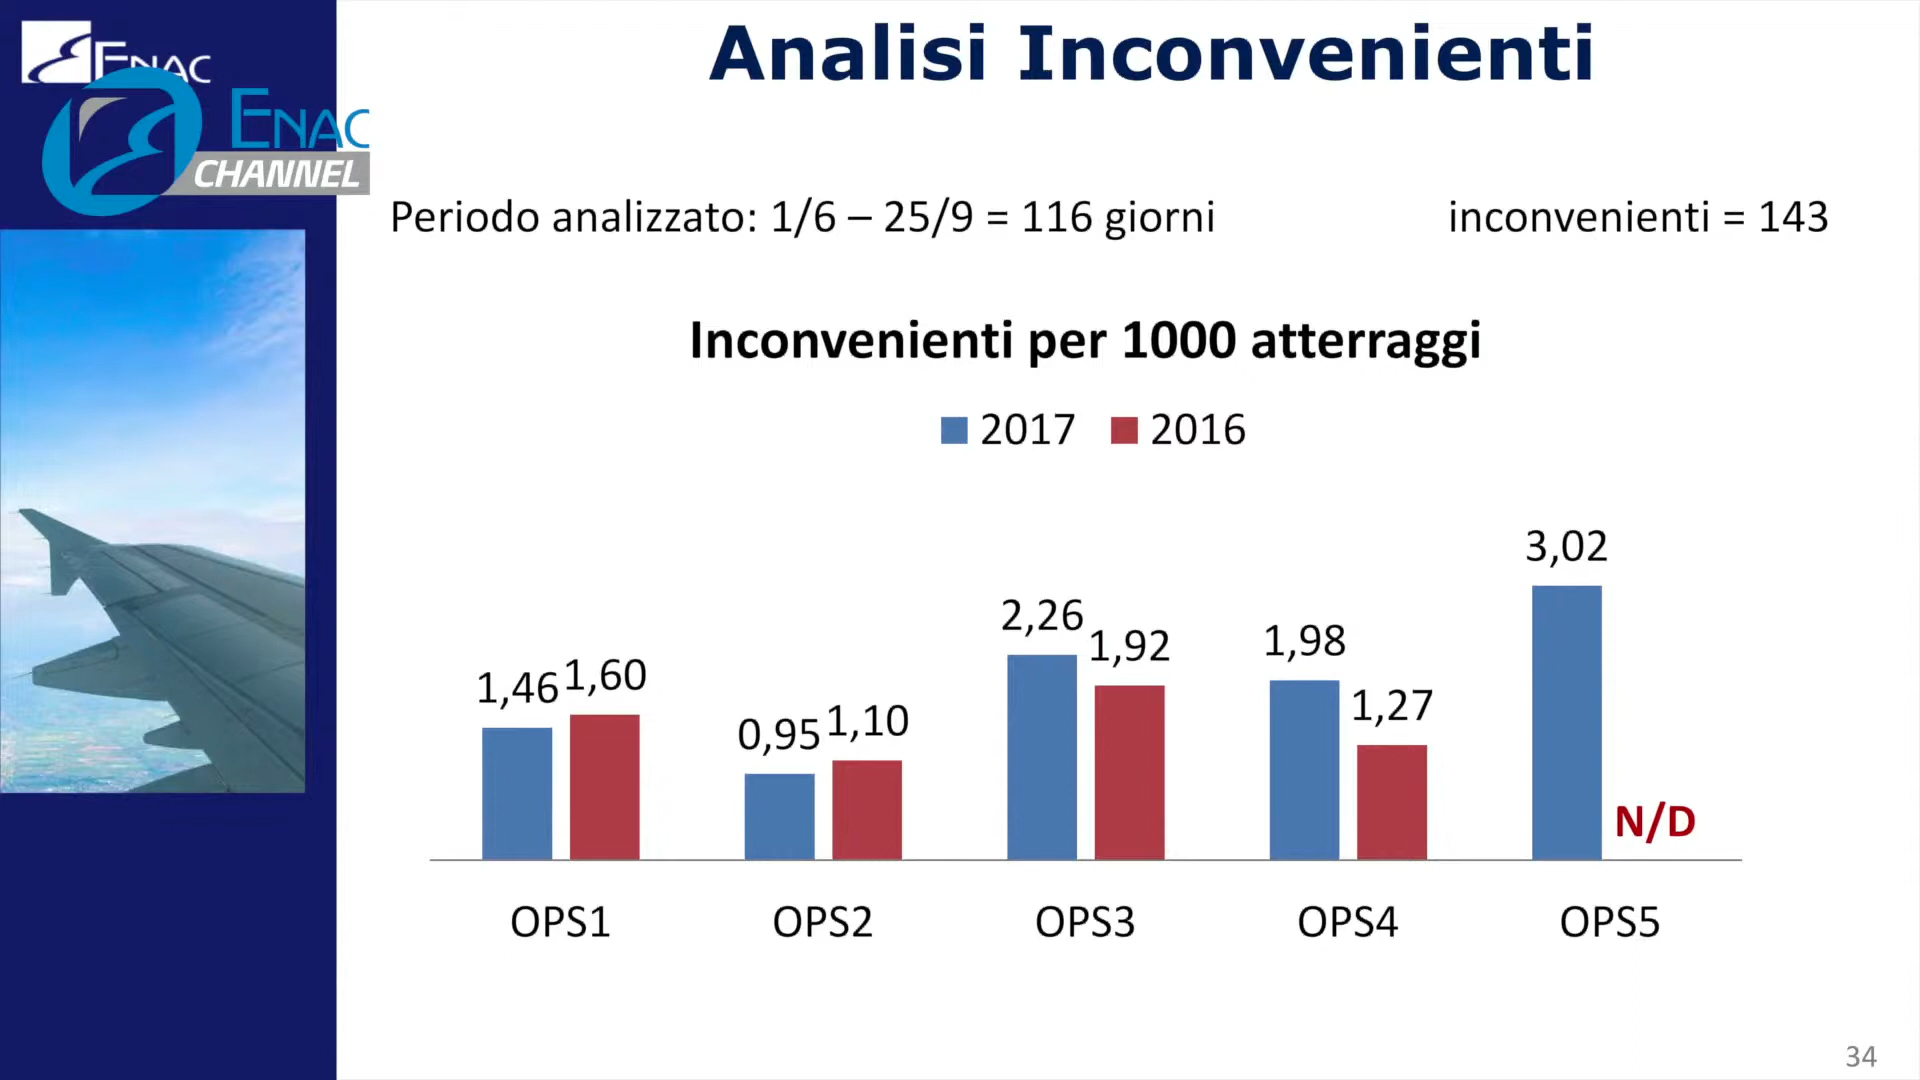 Analisi Inconvenienti
ENAC
ENAC
CHANNEL
Periodo analizzato: 1/6 – 25/9 = 116 giorni
inconvenienti = 143
Inconvenienti per 1000 atterraggi
2017 2016
1,46 1,60 0,95 1,10 2,26 1,92 1,98 1,27 3,02 N/D
OPS1 OPS2 OPS3 OPS4 OPS5
34